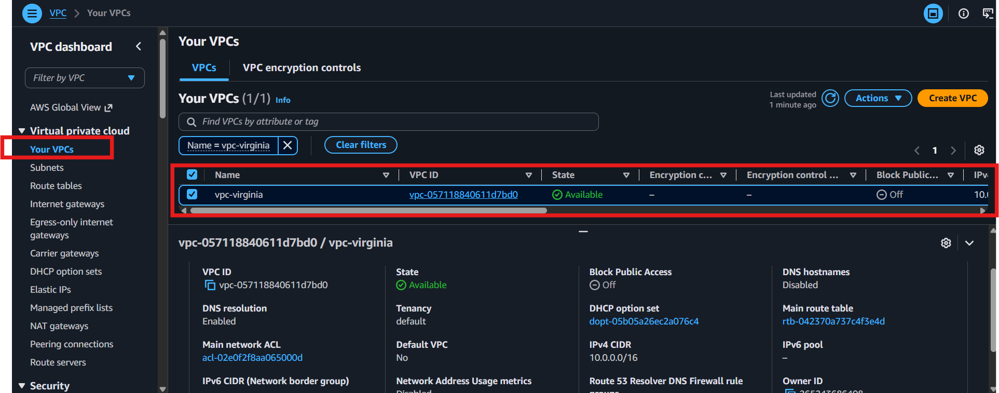 VPC > Your VPCs
VPC dashboard
Filter by VPC
AWS Global View
Virtual private cloud
Your VPCs
Subnets
Route tables
Internet gateways
Egress-only internet
gateways
Carrier gateways
DHCP option sets
Elastic IPs
Managed prefix lists
NAT gateways
Peering connections
Route servers
Security
Your VPCs
VPCs VPC encryption controls
Your VPCs (1/1) Info
Last updated
1 minute ago
Actions
Create VPC
Find VPCs by attribute or tag
Name = vpc-virginia
Clear filters
1
Name VPC ID State Encryption c... Encryption control ... Block Public...
vpc-virginia vpc-057118840611d7bd0 Available – – Off
vpc-057118840611d7bd0 / vpc-virginia
VPC ID
vpc-057118840611d7bd0
State
Available
Block Public Access
Off
DNS hostnames
Disabled
DNS resolution
Enabled
Tenancy
default
DHCP option set
dopt-05b05a26ec2a076c4
Main route table
rtb-042370a737c4f3e4d
Main network ACL
acl-02e0f2f8aa065000d
Default VPC
No
IPv4 CIDR
10.0.0.0/16
IPv6 pool
–
IPv6 CIDR (Network border group)
Network Address Usage metrics
Route 53 Resolver DNS Firewall rule
Owner ID